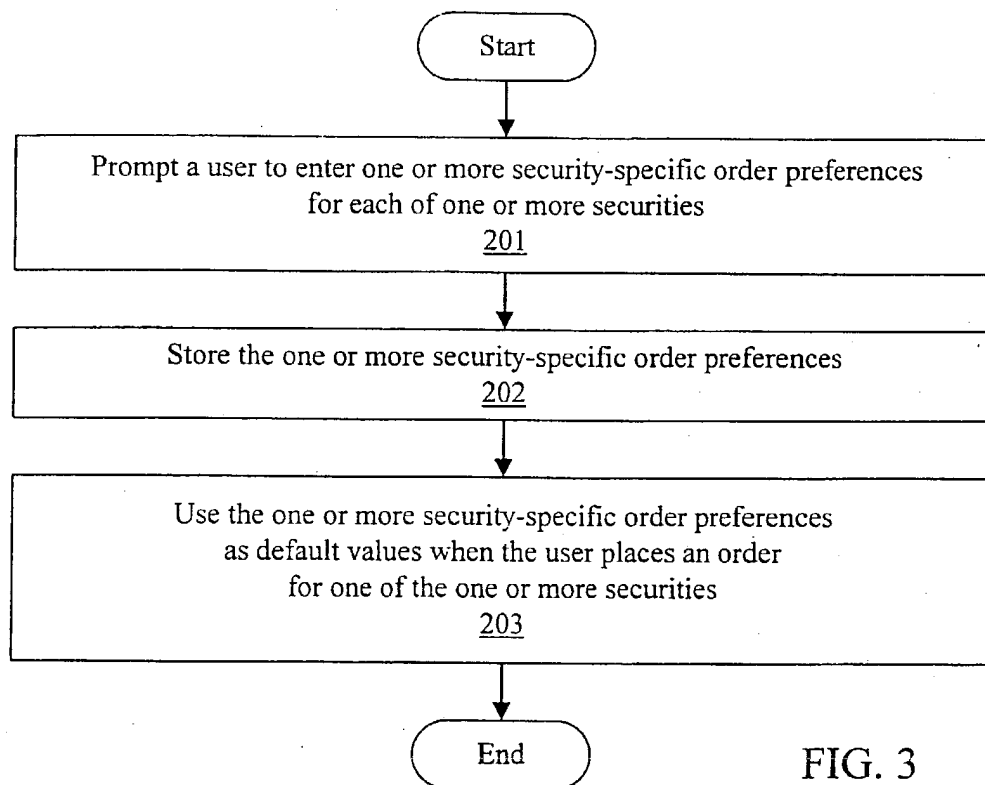 Start
Prompt a user to enter one or more security-specific order preferences
for each of one or more securities
201
Store the one or more security-specific order preferences
202
Use the one or more security-specific order preferences
as default values when the user places an order
for one of the one or more securities
203
End
FIG. 3